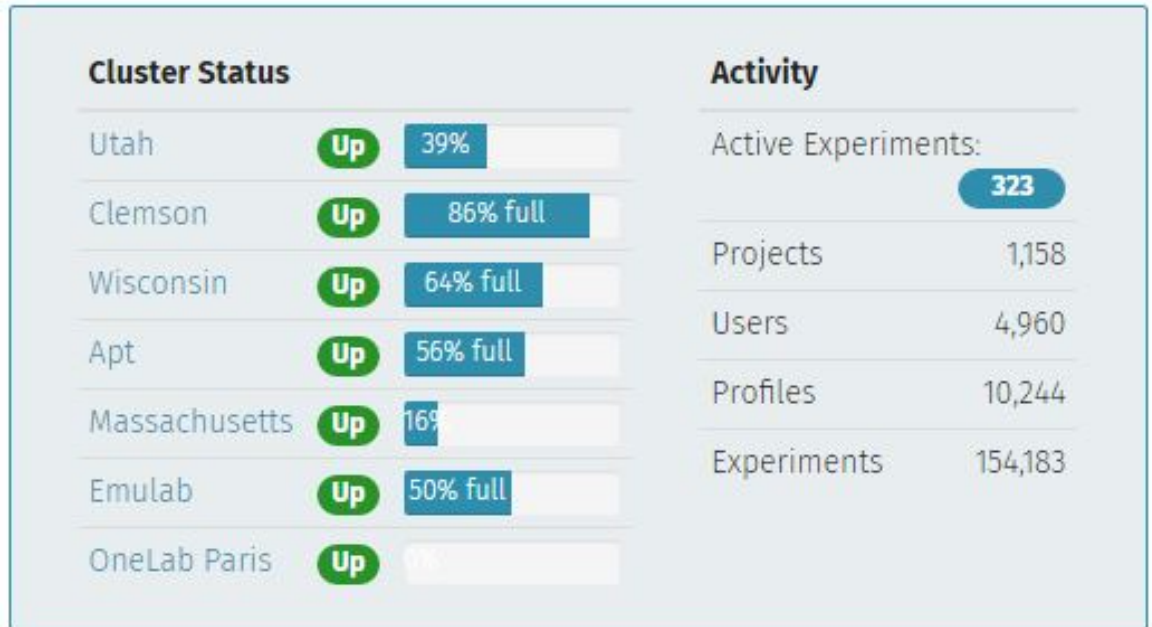 Cluster Status
Utah Up 39%
Clemson Up 86% full
Wisconsin Up 64% full
Apt Up 56% full
Massachusetts Up 16%
Emulab Up 50% full
OneLab Paris Up 0%
Activity
Active Experiments:
323
Projects 1,158
Users 4,960
Profiles 10,244
Experiments 154,183